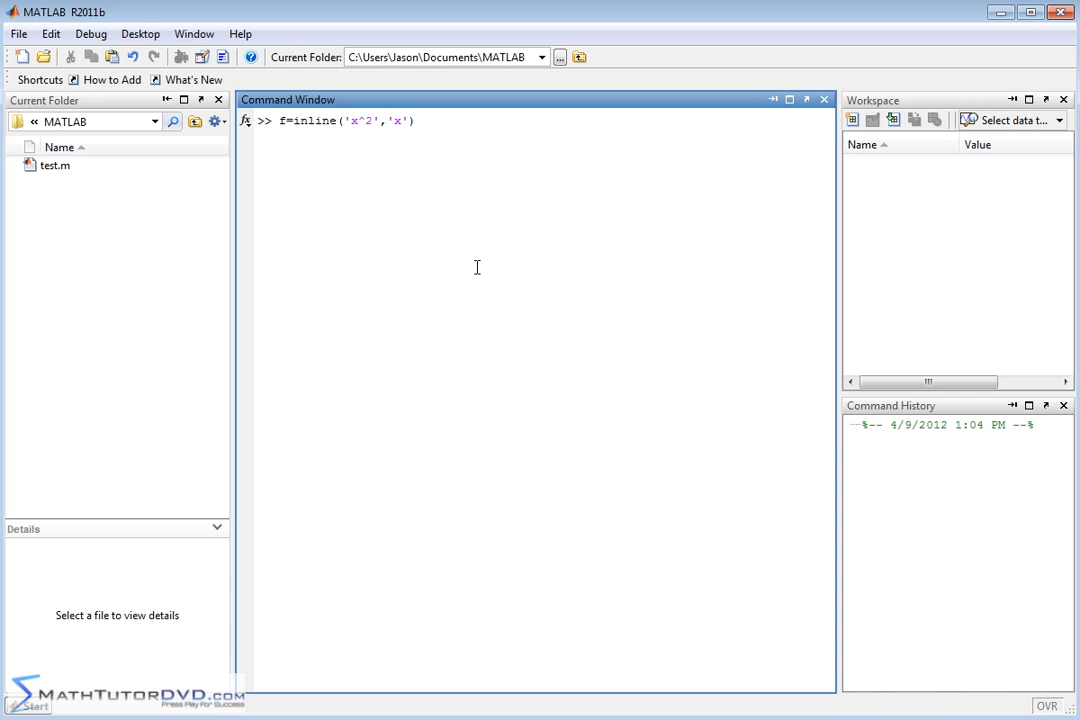 MATLAB R2011b
File Edit Debug Desktop Window Help
Current Folder: C:\Users\Jason\Documents\MATLAB ...
Shortcuts How to Add What's New
Current Folder
« MATLAB
Name
test.m
Details
Select a file to view details
Command Window
fx >> f=inline('x^2','x')
Workspace
Select data t...
Name Value
Command History
%-- 4/9/2012 1:04 PM --%
MATHTUTORDVD.COM
Press Play For Success
Start
OVR